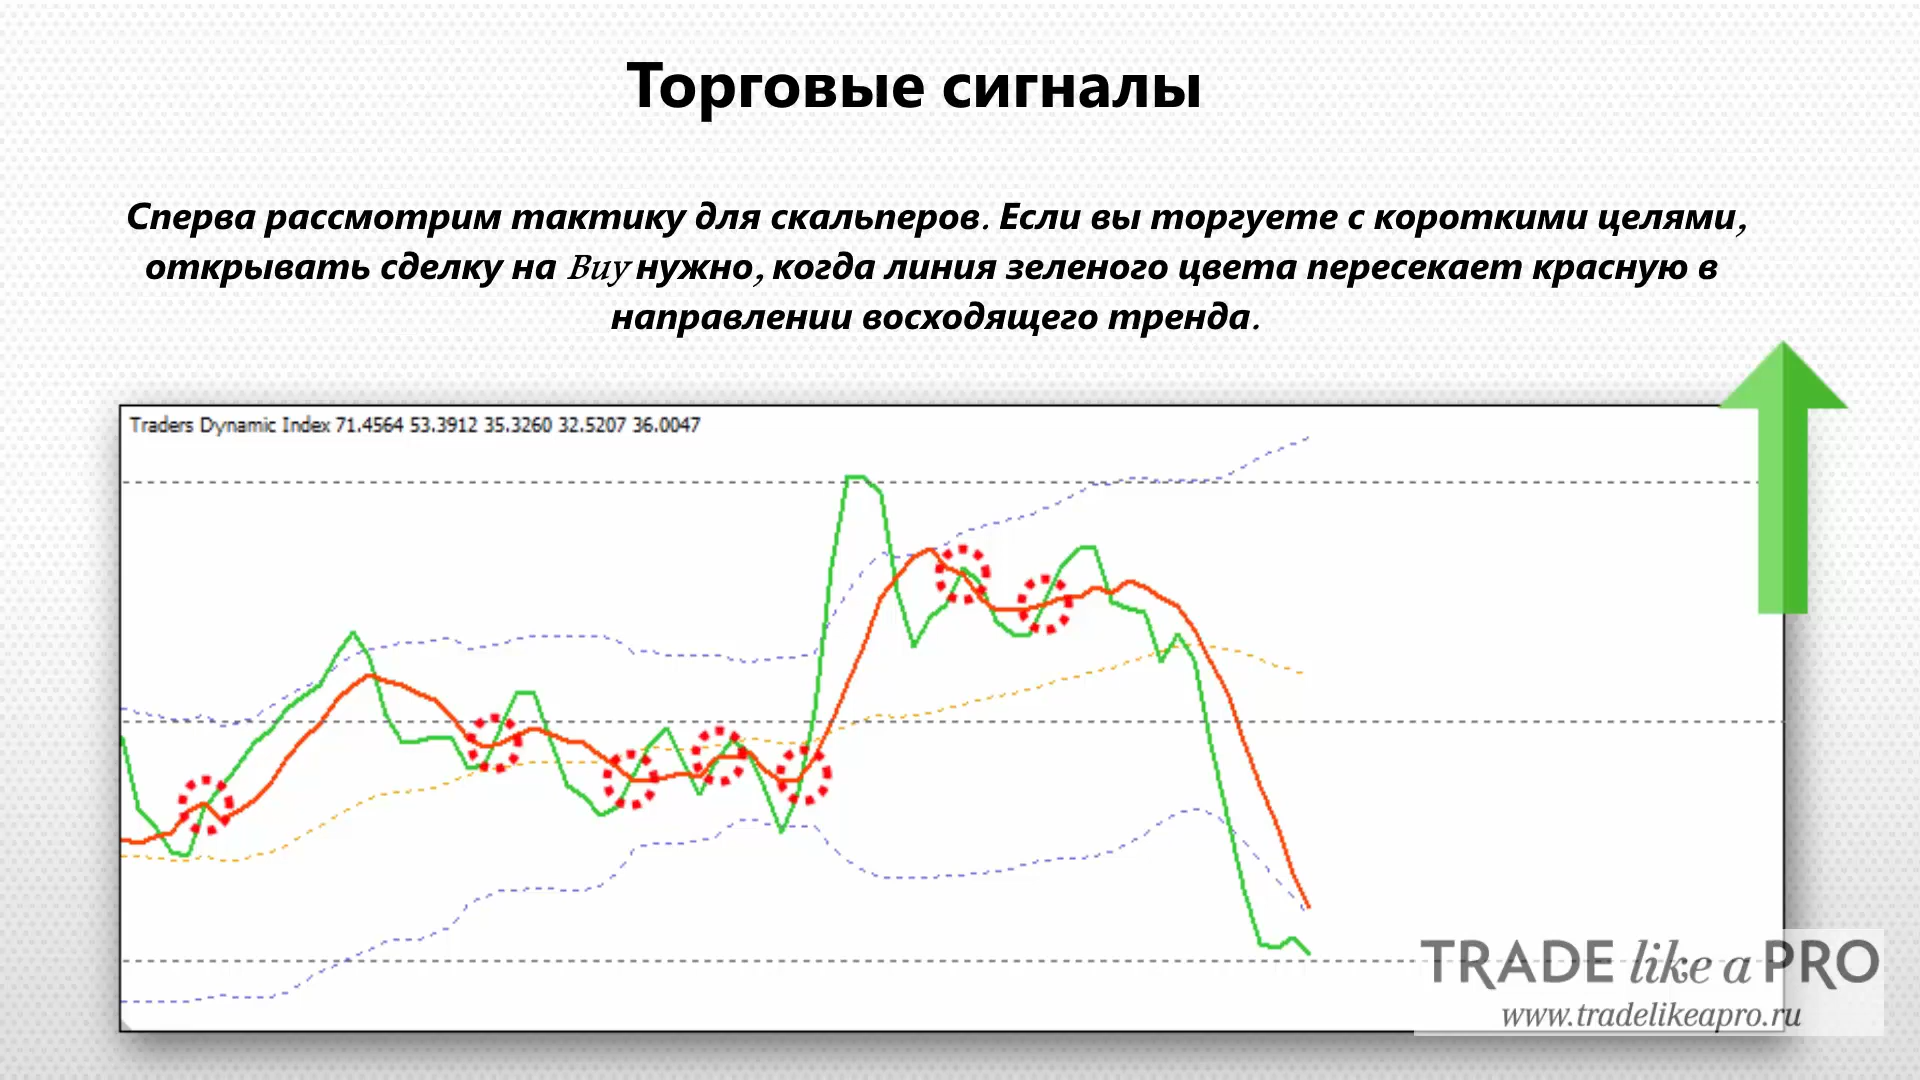 Торговые сигналы
Сперва рассмотрим тактику для скальперов. Если вы торгуете с короткими целями,
открывать сделку на Buy нужно, когда линия зеленого цвета пересекает красную в
направлении восходящего тренда.
Traders Dynamic Index 71.4564 53.3912 35.3260 32.5207 36.0047
TRADE like a PRO
www.tradelikeapro.ru